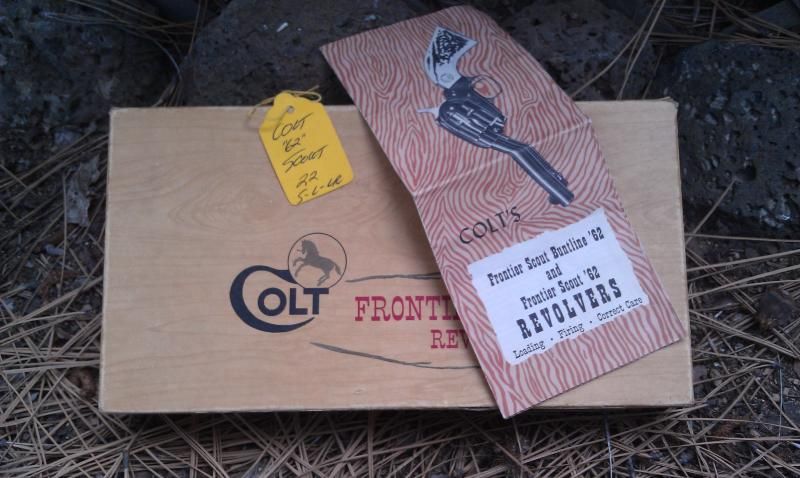 COLT
"62"
SCOUT
22
S-L-LR
COLT'S
Frontier Scout Buntline '62
and
Frontier Scout '62
REVOLVERS
Loading · Firing · Correct Care
COLT
FRONTI
REV